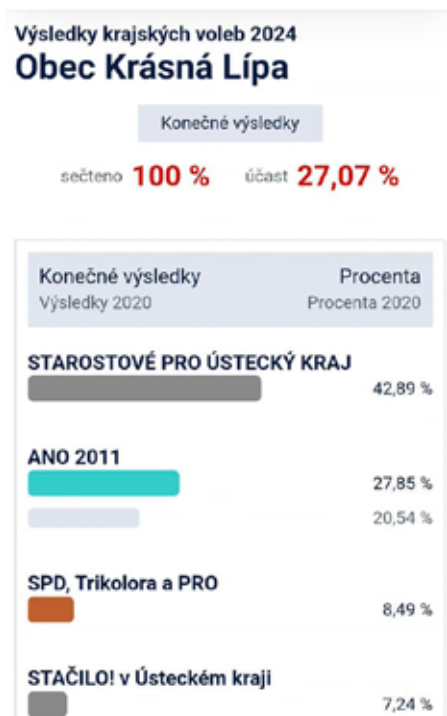 Výsledky krajských voleb 2024
Obec Krásná Lípa
Konečné výsledky
sečteno 100 % účast 27,07 %
Konečné výsledky Procenta
Výsledky 2020 Procenta 2020
STAROSTOVÉ PRO ÚSTECKÝ KRAJ
42,89 %
ANO 2011
27,85 %
20,54 %
SPD, Trikolora a PRO
8,49 %
STAČILO! v Ústeckém kraji
7,24 %